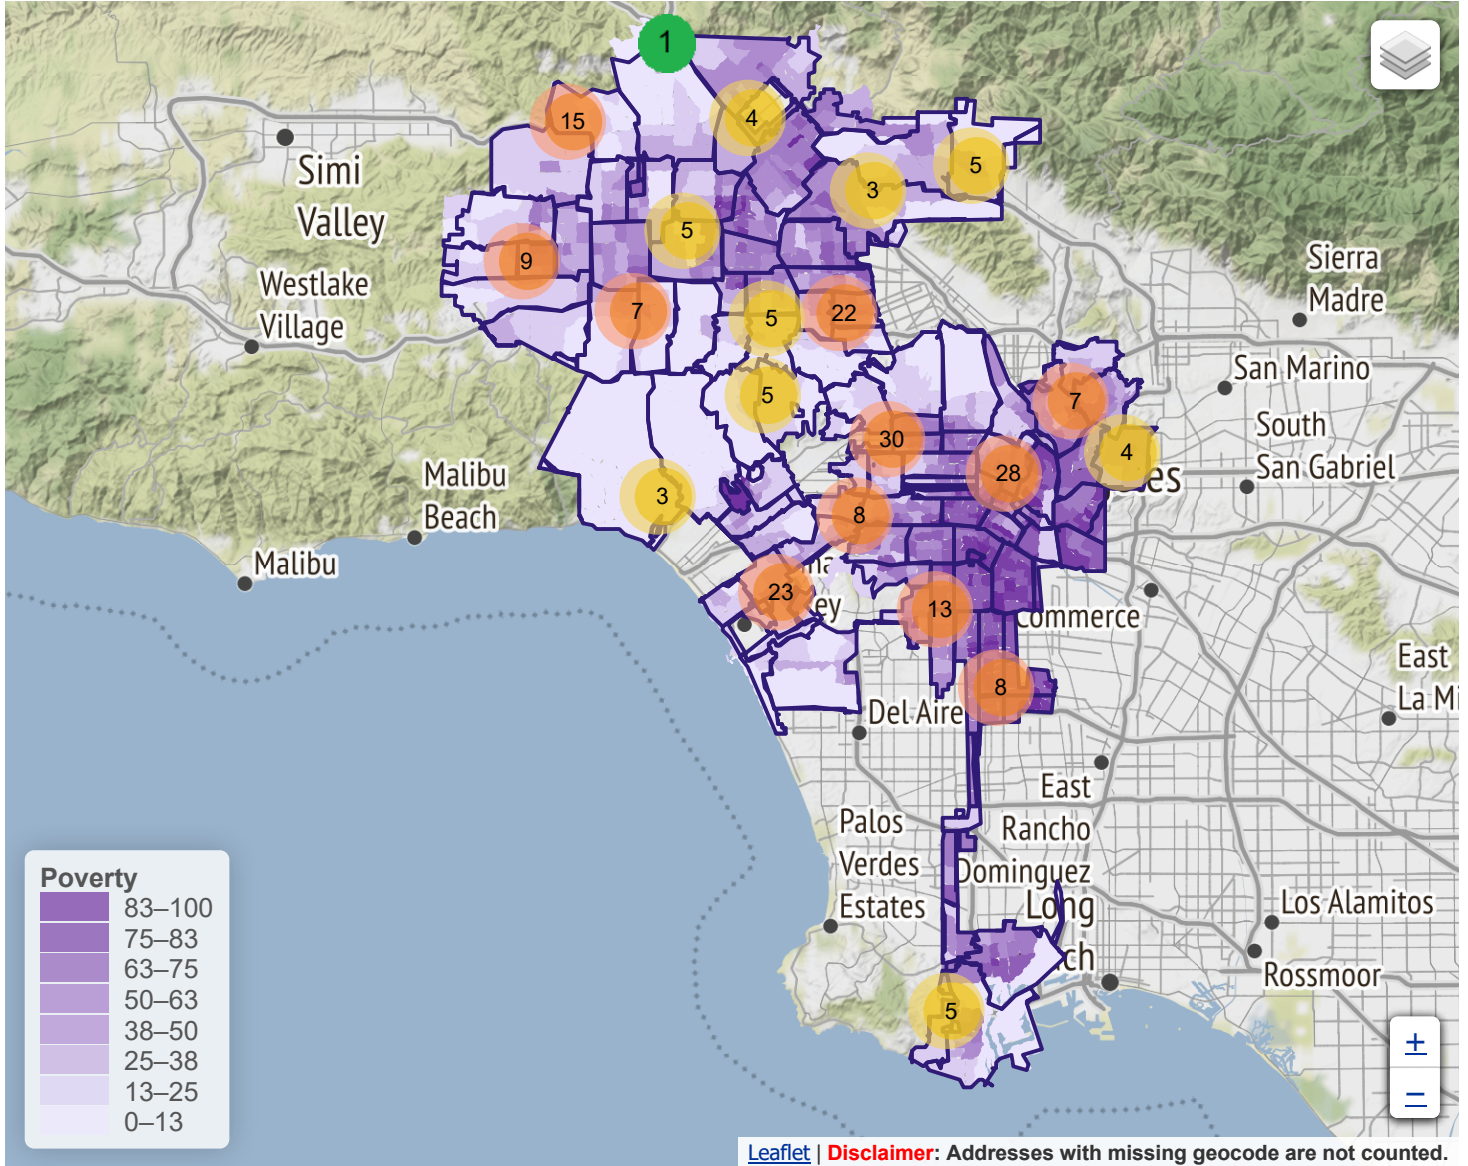 1
15
4
5
3
Simi
Valley
5
9
Sierra
Madre
Westlake
Village
7
5
22
San Marino
5
7
South
San Gabriel
30
4
28
les
Malibu
Beach
3
8
Malibu
23
ey
13
Commerce
East
La Mi
8
Del Aire
East
Rancho
Dominguez
Palos
Verdes
Estates
Long
ch
Los Alamitos
Rossmoor
5
Poverty
83–100
75–83
63–75
50–63
38–50
25–38
13–25
0–13
+
−
Leaflet | Disclaimer: Addresses with missing geocode are not counted.